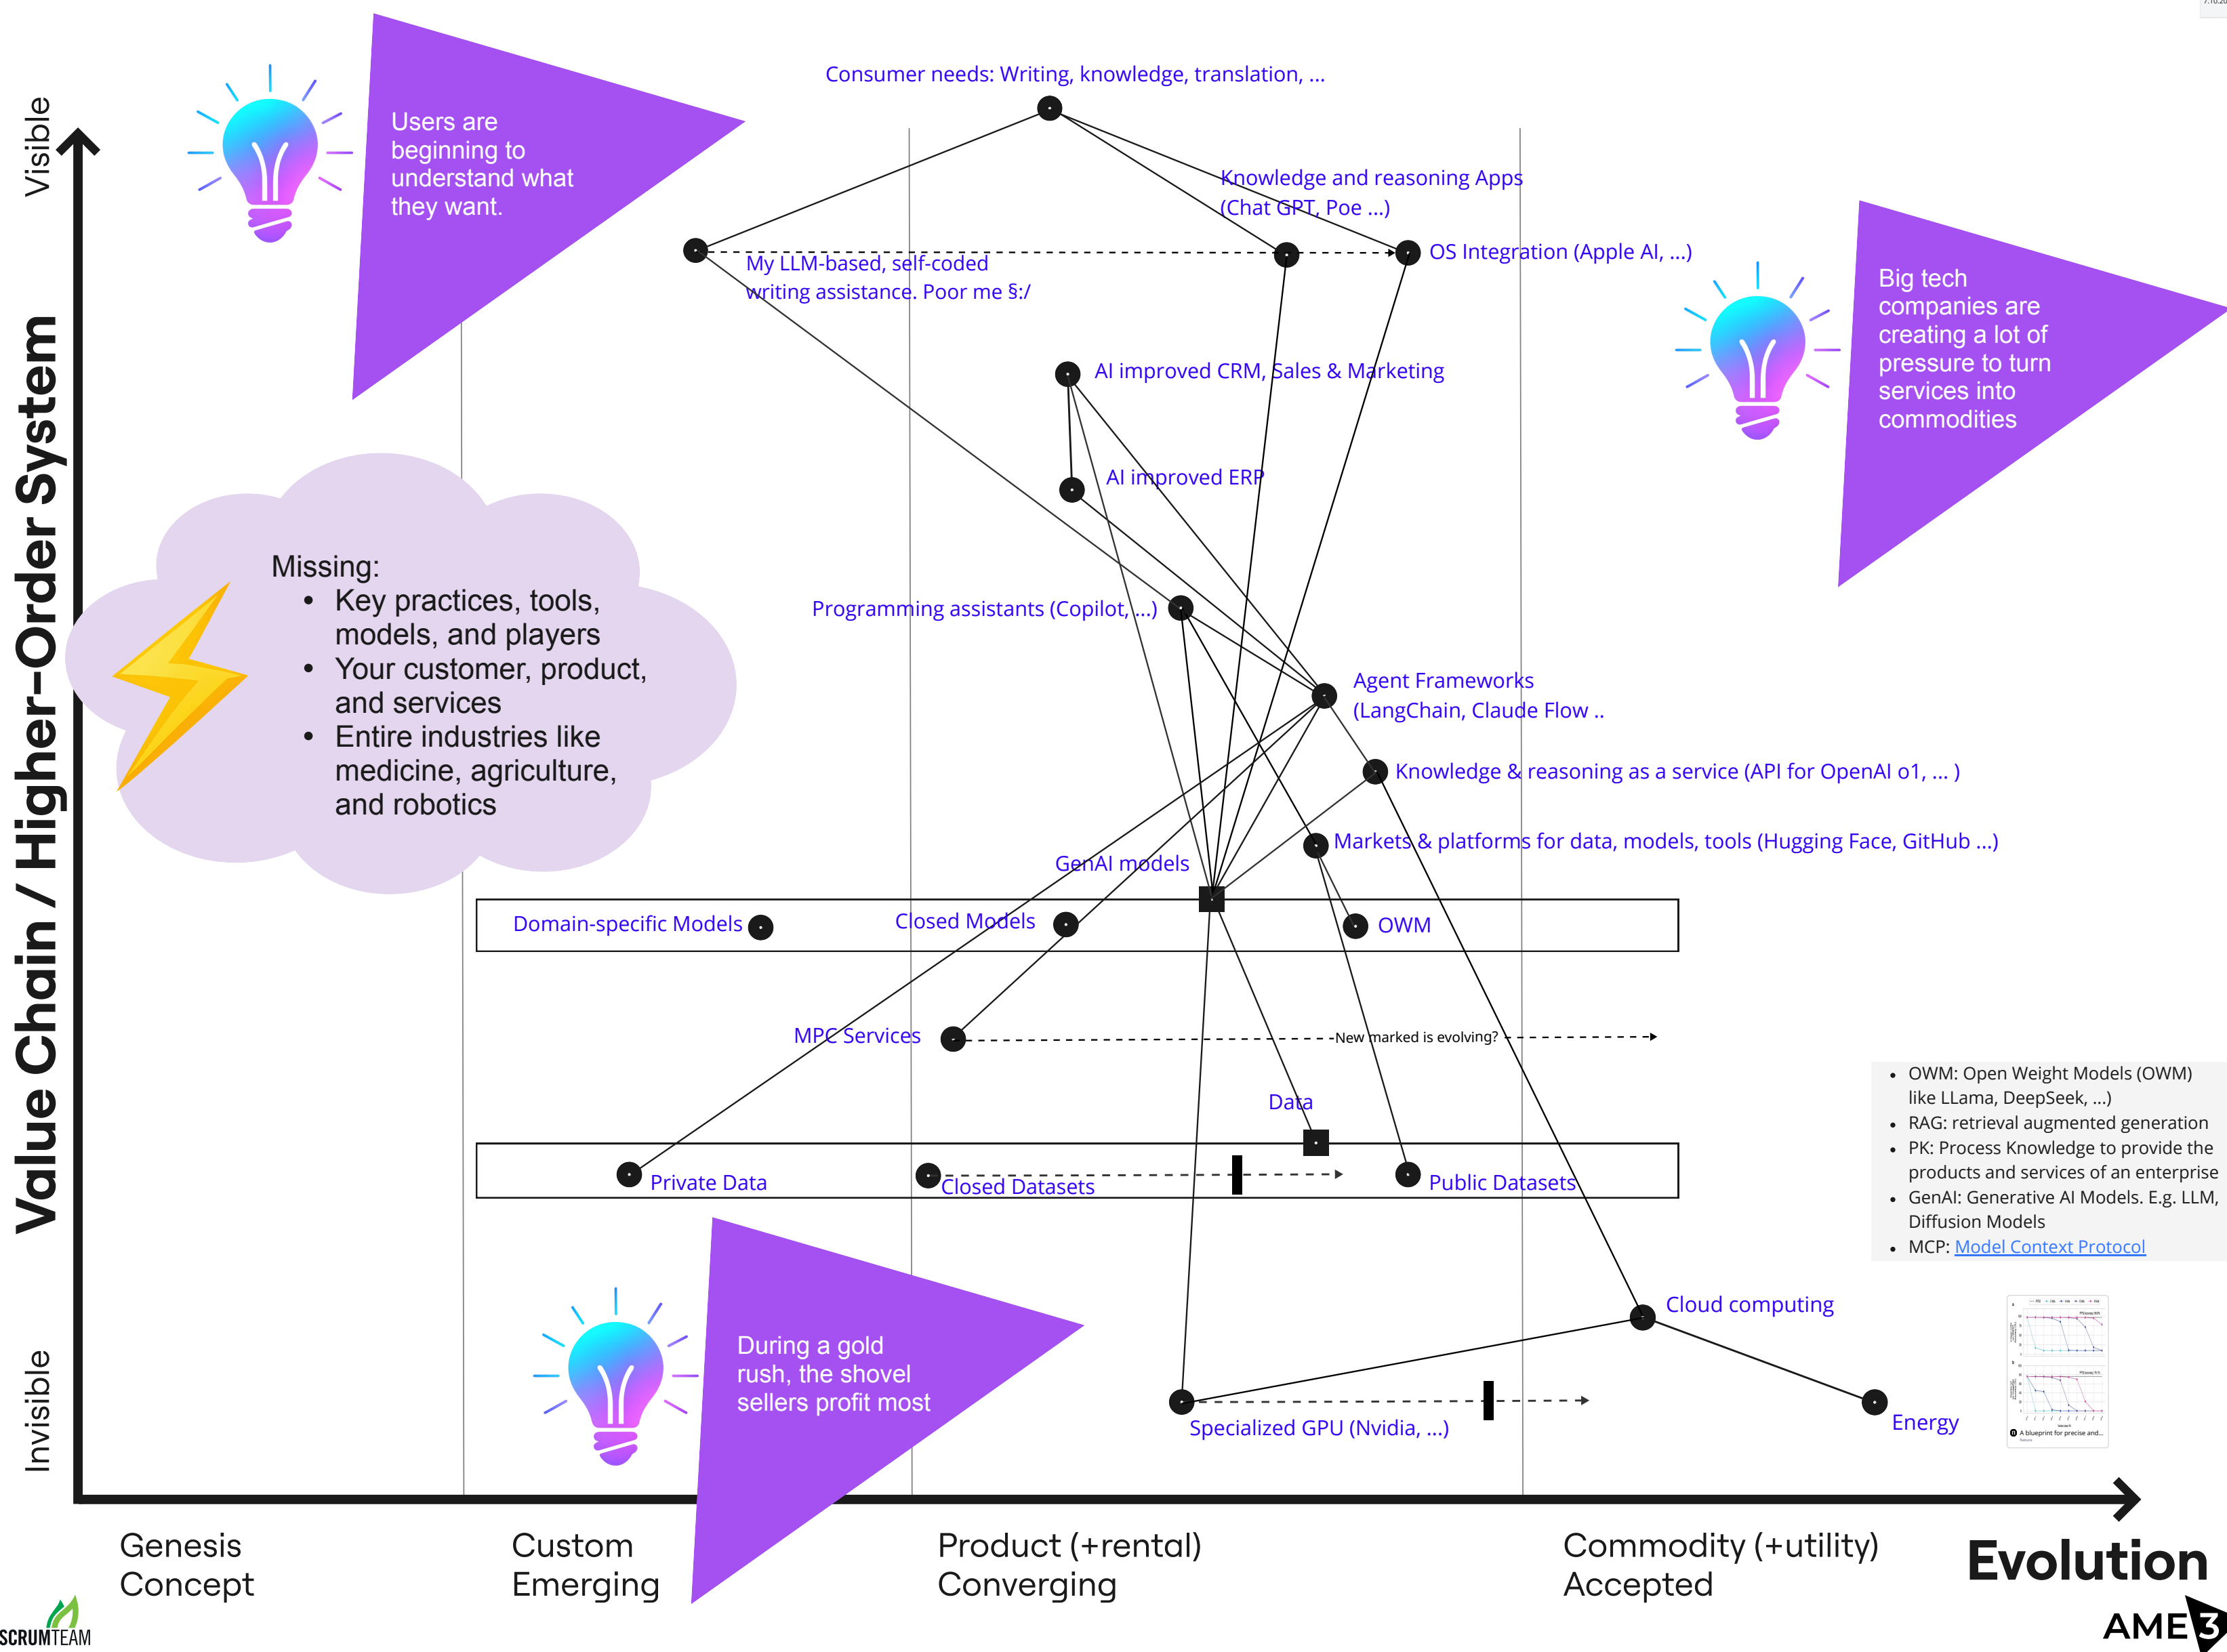 Visible
Value Chain / Higher-Order System
Invisible
Users are
beginning to
understand what
they want.
Consumer needs: Writing, knowledge, translation, ...
Knowledge and reasoning Apps
(Chat GPT, Poe ...)
OS Integration (Apple AI, ...)
My LLM-based, self-coded
writing assistance. Poor me §:/
Big tech
companies are
creating a lot of
pressure to turn
services into
commodities
AI improved CRM, Sales & Marketing
AI improved ERP
Missing:
• Key practices, tools,
models, and players
• Your customer, product,
and services
• Entire industries like
medicine, agriculture,
and robotics
Programming assistants (Copilot, ...)
Agent Frameworks
(LangChain, Claude Flow ..
Knowledge & reasoning as a service (API for OpenAI o1, ... )
Markets & platforms for data, models, tools (Hugging Face, GitHub ...)
GenAI models
Domain-specific Models
Closed Models
OWM
MPC Services
New marked is evolving?
Data
Private Data
Closed Datasets
Public Datasets
• OWM: Open Weight Models (OWM)
like LLama, DeepSeek, ...)
• RAG: retrieval augmented generation
• PK: Process Knowledge to provide the
products and services of an enterprise
• GenAI: Generative AI Models. E.g. LLM,
Diffusion Models
• MCP: Model Context Protocol
During a gold
rush, the shovel
sellers profit most
Cloud computing
Specialized GPU (Nvidia, ...)
Energy
A blueprint for precise and...
Genesis
Concept
Custom
Emerging
Product (+rental)
Converging
Commodity (+utility)
Accepted
Evolution
SCRUMTEAM
AME3